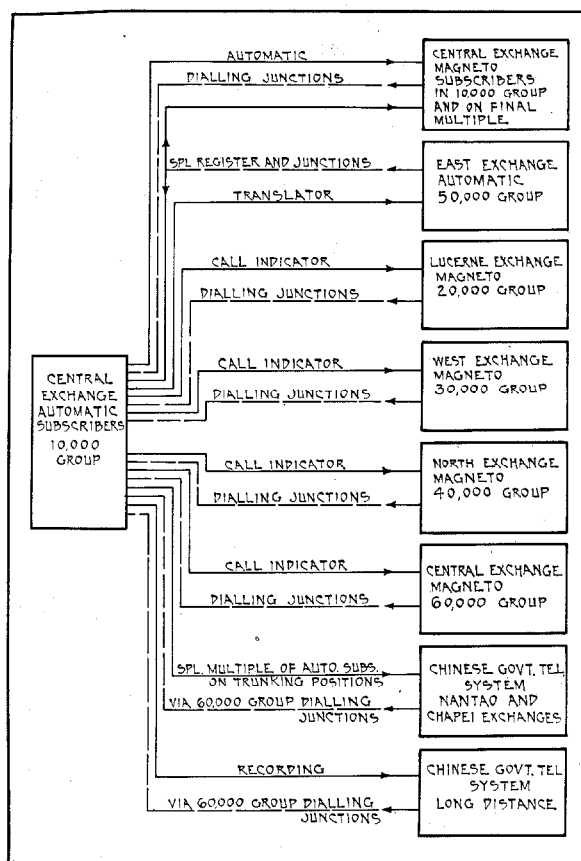 AUTOMATIC
DIALLING JUNCTIONS
CENTRAL EXCHANGE
MAGNETO
SUBSCRIBERS
IN 10,000 GROUP
AND ON FINAL
MULTIPLE
SPL REGISTER AND JUNCTIONS
TRANSLATOR
EAST EXCHANGE
AUTOMATIC
50,000 GROUP
CALL INDICATOR
DIALLING JUNCTIONS
LUCERNE EXCHANGE
MAGNETO
20,000 GROUP
CENTRAL
EXCHANGE
AUTOMATIC
SUBSCRIBERS
10,000
GROUP
CALL INDICATOR
DIALLING JUNCTIONS
WEST EXCHANGE
MAGNETO
30,000 GROUP
CALL INDICATOR
DIALLING JUNCTIONS
NORTH EXCHANGE
MAGNETO
40,000 GROUP
CALL INDICATOR
DIALLING JUNCTIONS
CENTRAL EXCHANGE
MAGNETO
60,000 GROUP
SPL. MULTIPLE OF AUTO. SUBS.
ON TRUNKING POSITIONS
VIA 60,000 GROUP DIALLING
JUNCTIONS
CHINESE GOVT. TEL
SYSTEM
NANTAO AND
CHAPEI EXCHANGES
RECORDING
VIA 60,000 GROUP DIALLING
JUNCTIONS
CHINESE GOVT. TEL
SYSTEM
LONG DISTANCE